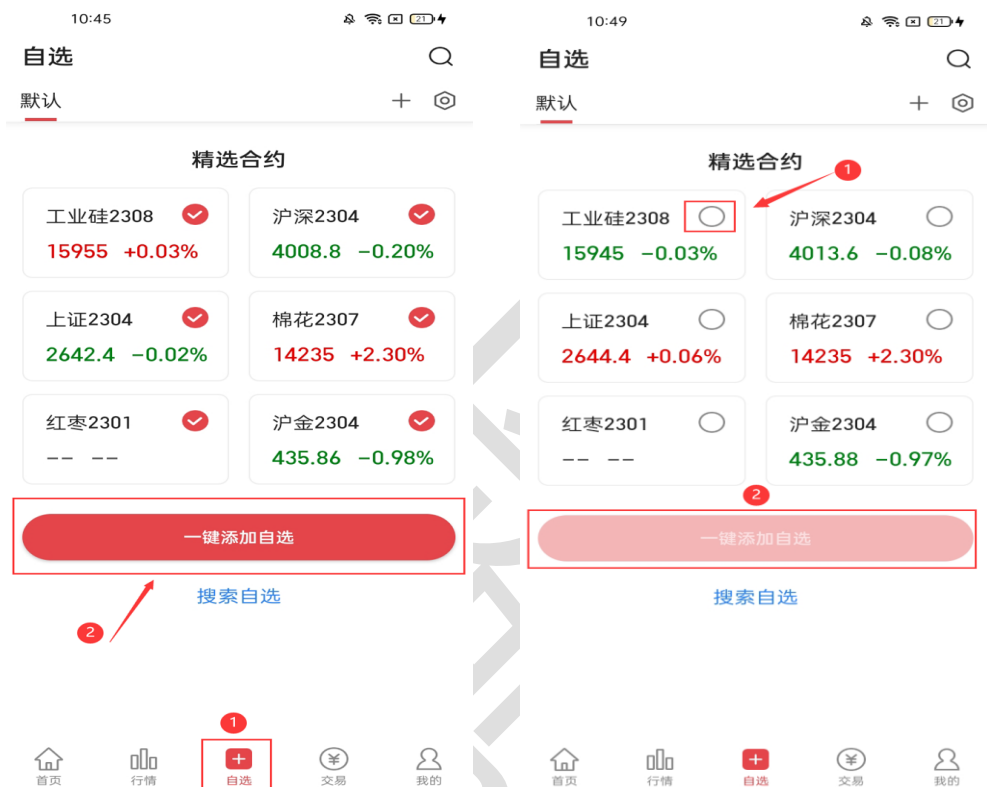 10:45
21
自选
默认
精选合约
工业硅2308
沪深2304
15955 +0.03%
4008.8 -0.20%
上证2304
棉花2307
2642.4 -0.02%
14235 +2.30%
红枣2301
沪金2304
-- --
435.86 -0.98%
一键添加自选
搜索自选
2
1
首页
行情
自选
交易
我的
10:49
21
自选
默认
精选合约
1
工业硅2308
沪深2304
15945 -0.03%
4013.6 -0.08%
上证2304
棉花2307
2644.4 +0.06%
14235 +2.30%
红枣2301
沪金2304
-- --
435.88 -0.97%
2
一键添加自选
搜索自选
首页
行情
自选
交易
我的